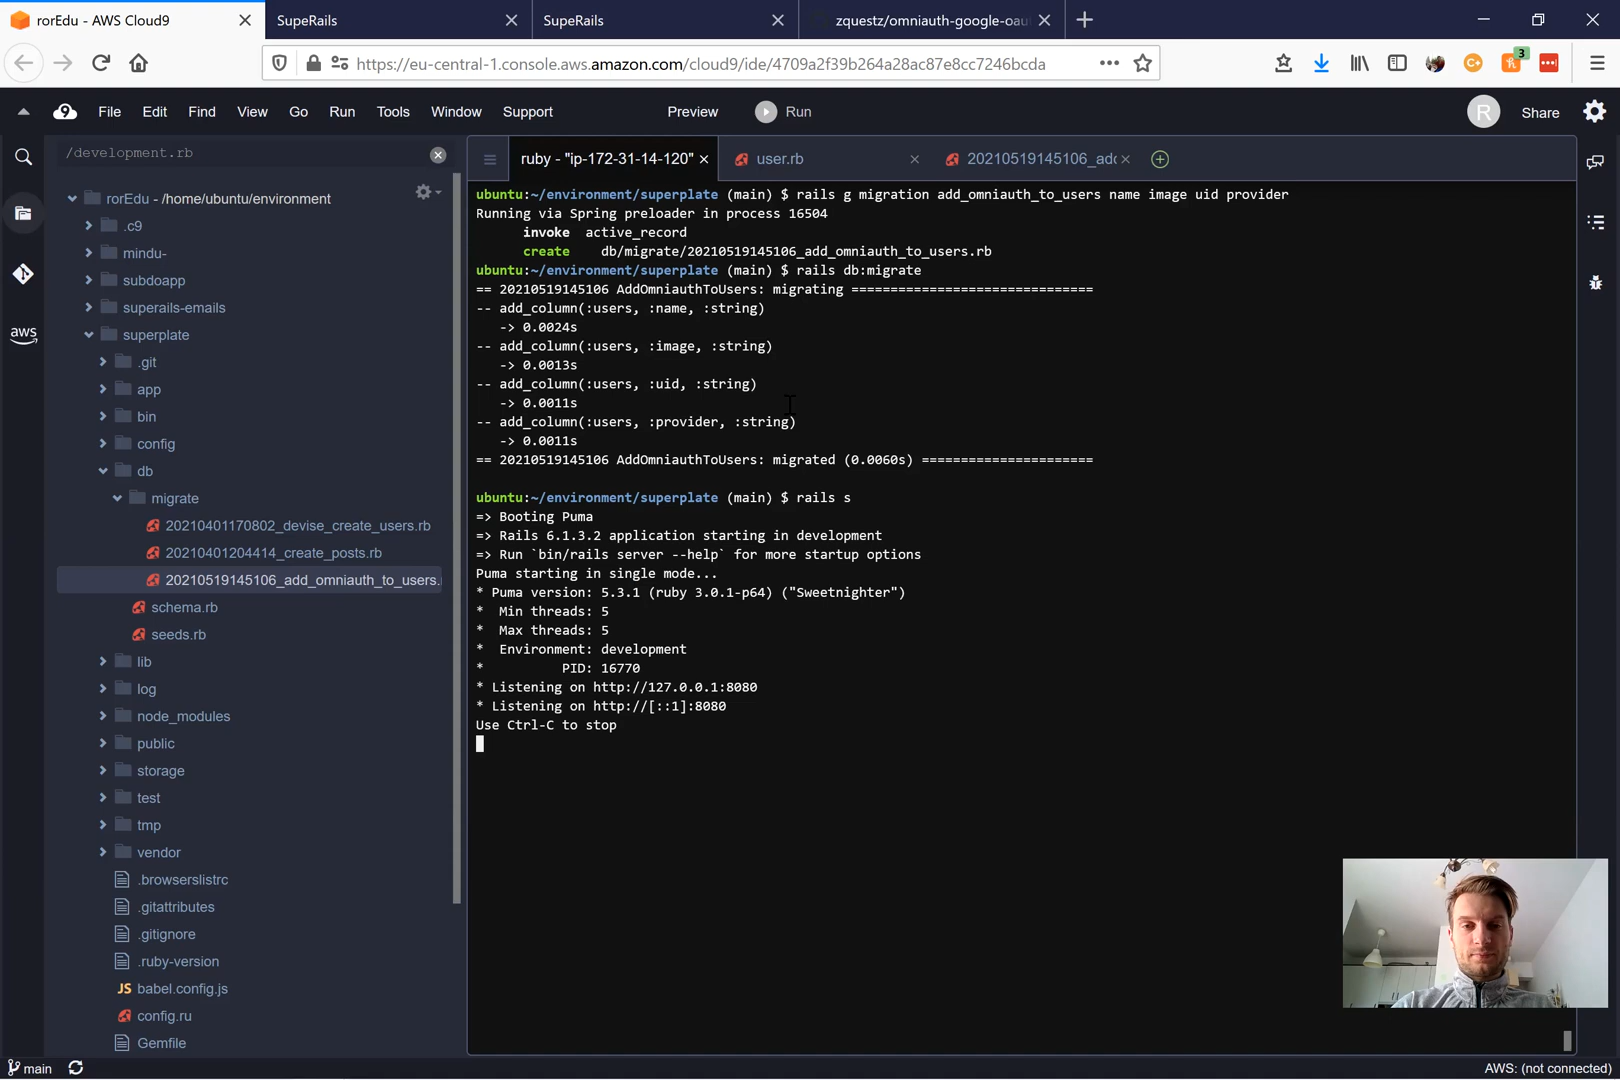 rorEdu - AWS Cloud9
SupeRails
SupeRails
zquestz/omniauth-google-oau
https://eu-central-1.console.aws.amazon.com/cloud9/ide/4709a2f39b264a28ac87e8cc7246bcda
3
9
File Edit Find View Go Run Tools Window Support
Preview
Run
R
Share
/development.rb
aws
rorEdu - /home/ubuntu/environment
.c9
mindu-
subdoapp
superails-emails
superplate
.git
app
bin
config
db
migrate
20210401170802_devise_create_users.rb
20210401204414_create_posts.rb
20210519145106_add_omniauth_to_users.
schema.rb
seeds.rb
lib
log
node_modules
public
storage
test
tmp
vendor
.browserslistrc
.gitattributes
.gitignore
.ruby-version
JS babel.config.js
config.ru
Gemfile
ruby - "ip-172-31-14-120"
user.rb
20210519145106_add
ubuntu:~/environment/superplate (main) $ rails g migration add_omniauth_to_users name image uid provider
Running via Spring preloader in process 16504
invoke active_record
create db/migrate/20210519145106_add_omniauth_to_users.rb
ubuntu:~/environment/superplate (main) $ rails db:migrate
== 20210519145106 AddOmniauthToUsers: migrating ===============================
-- add_column(:users, :name, :string)
-> 0.0024s
-- add_column(:users, :image, :string)
-> 0.0013s
-- add_column(:users, :uid, :string)
-> 0.0011s
-- add_column(:users, :provider, :string)
-> 0.0011s
== 20210519145106 AddOmniauthToUsers: migrated (0.0060s) ======================
ubuntu:~/environment/superplate (main) $ rails s
=> Booting Puma
=> Rails 6.1.3.2 application starting in development
=> Run `bin/rails server --help` for more startup options
Puma starting in single mode...
* Puma version: 5.3.1 (ruby 3.0.1-p64) ("Sweetnighter")
* Min threads: 5
* Max threads: 5
* Environment: development
* PID: 16770
* Listening on http://127.0.0.1:8080
* Listening on http://[::1]:8080
Use Ctrl-C to stop
main
AWS: (not connected)